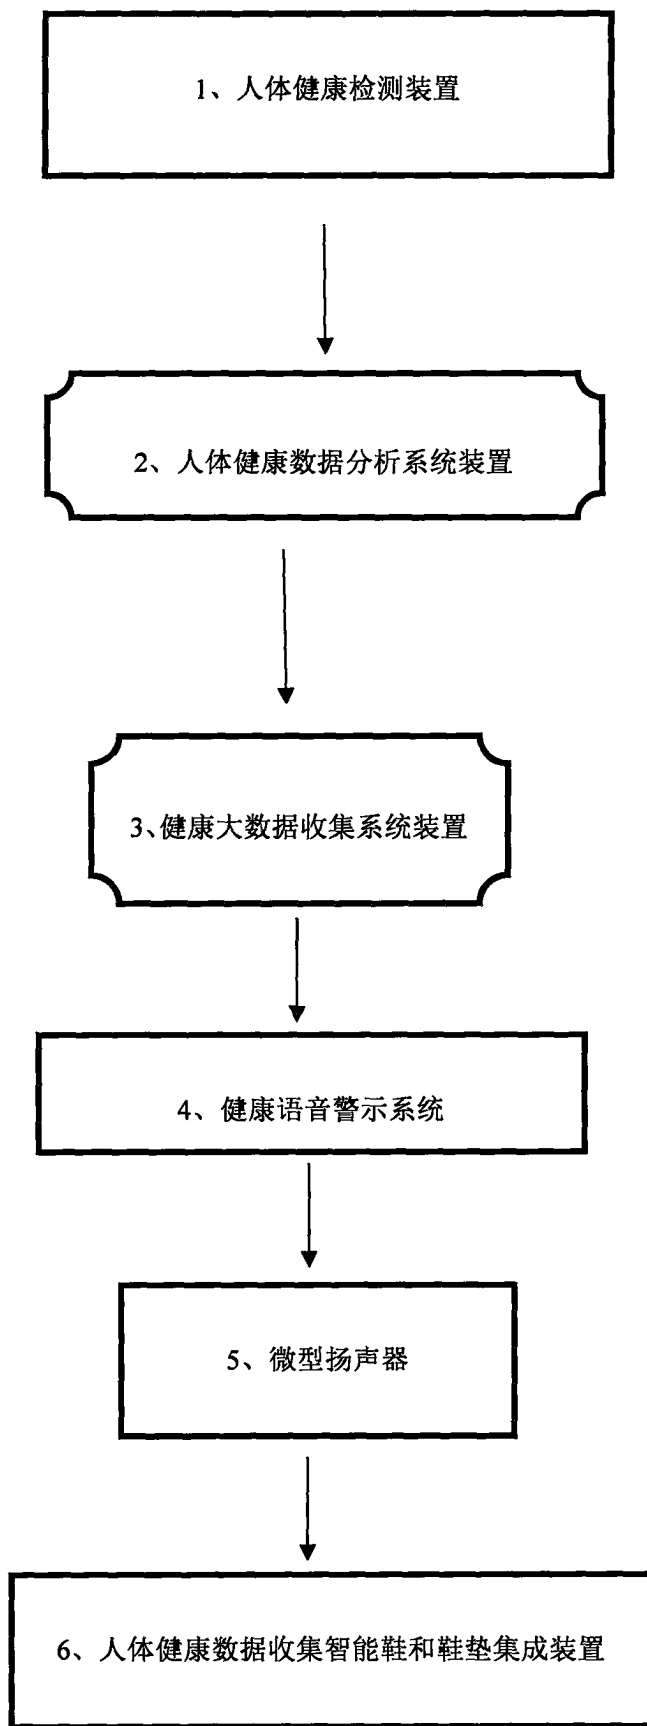 1、人体健康检测装置
2、人体健康数据分析系统装置
3、健康大数据收集系统装置
4、健康语音警示系统
5、微型扬声器
6、人体健康数据收集智能鞋和鞋垫集成装置